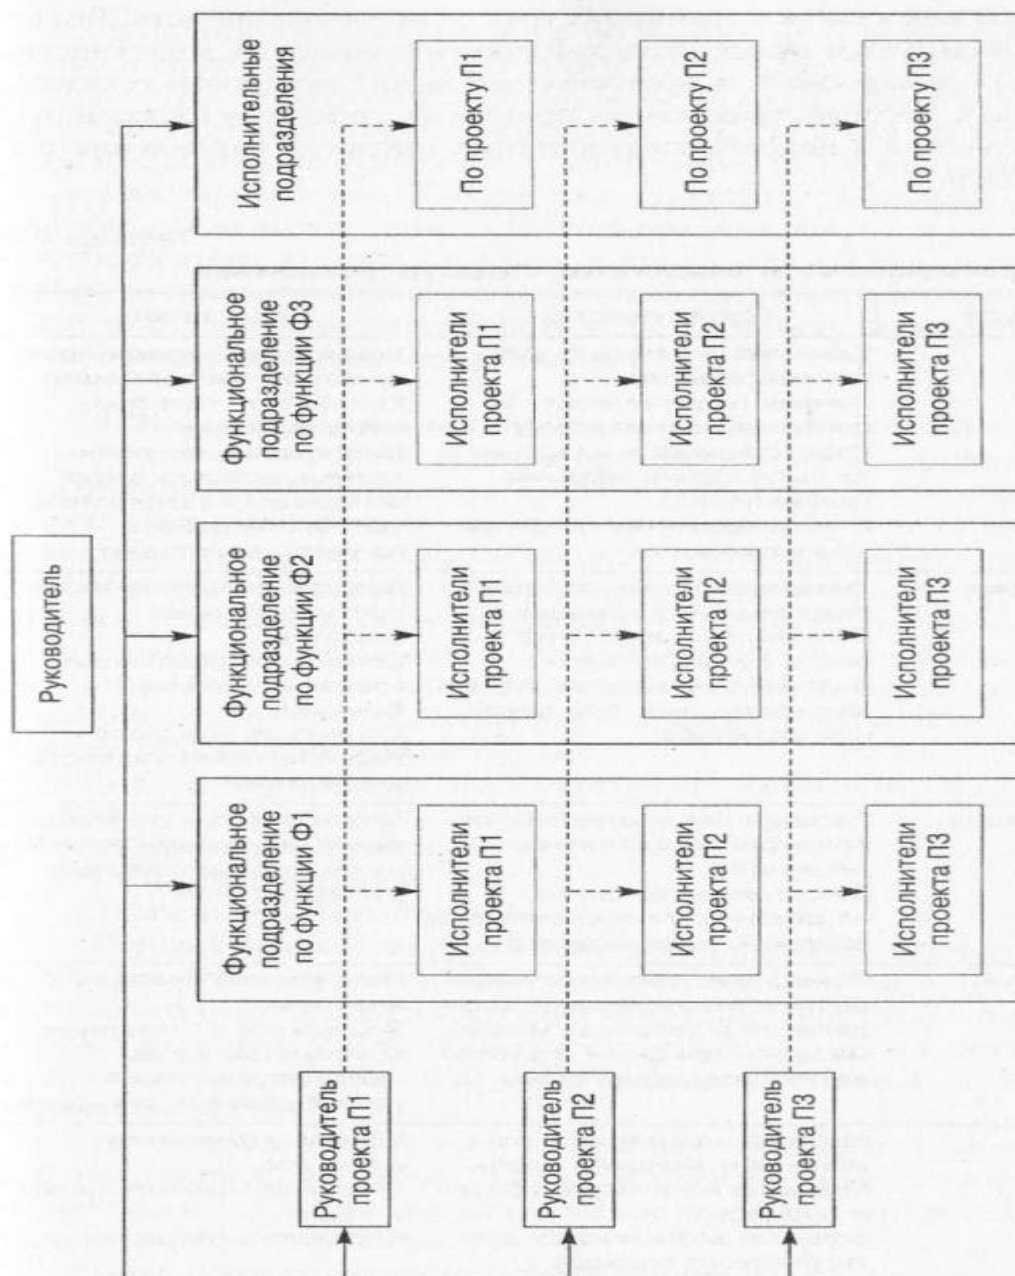 Руководитель
Руководитель
проекта П1
Руководитель
проекта П2
Руководитель
проекта П3
Функциональное
подразделение
по функции Ф1
Исполнители
проекта П1
Исполнители
проекта П2
Исполнители
проекта П3
Функциональное
подразделение
по функции Ф2
Исполнители
проекта П1
Исполнители
проекта П2
Исполнители
проекта П3
Функциональное
подразделение
по функции Ф3
Исполнители
проекта П1
Исполнители
проекта П2
Исполнители
проекта П3
Исполнительные
подразделения
По проекту П1
По проекту П2
По проекту П3